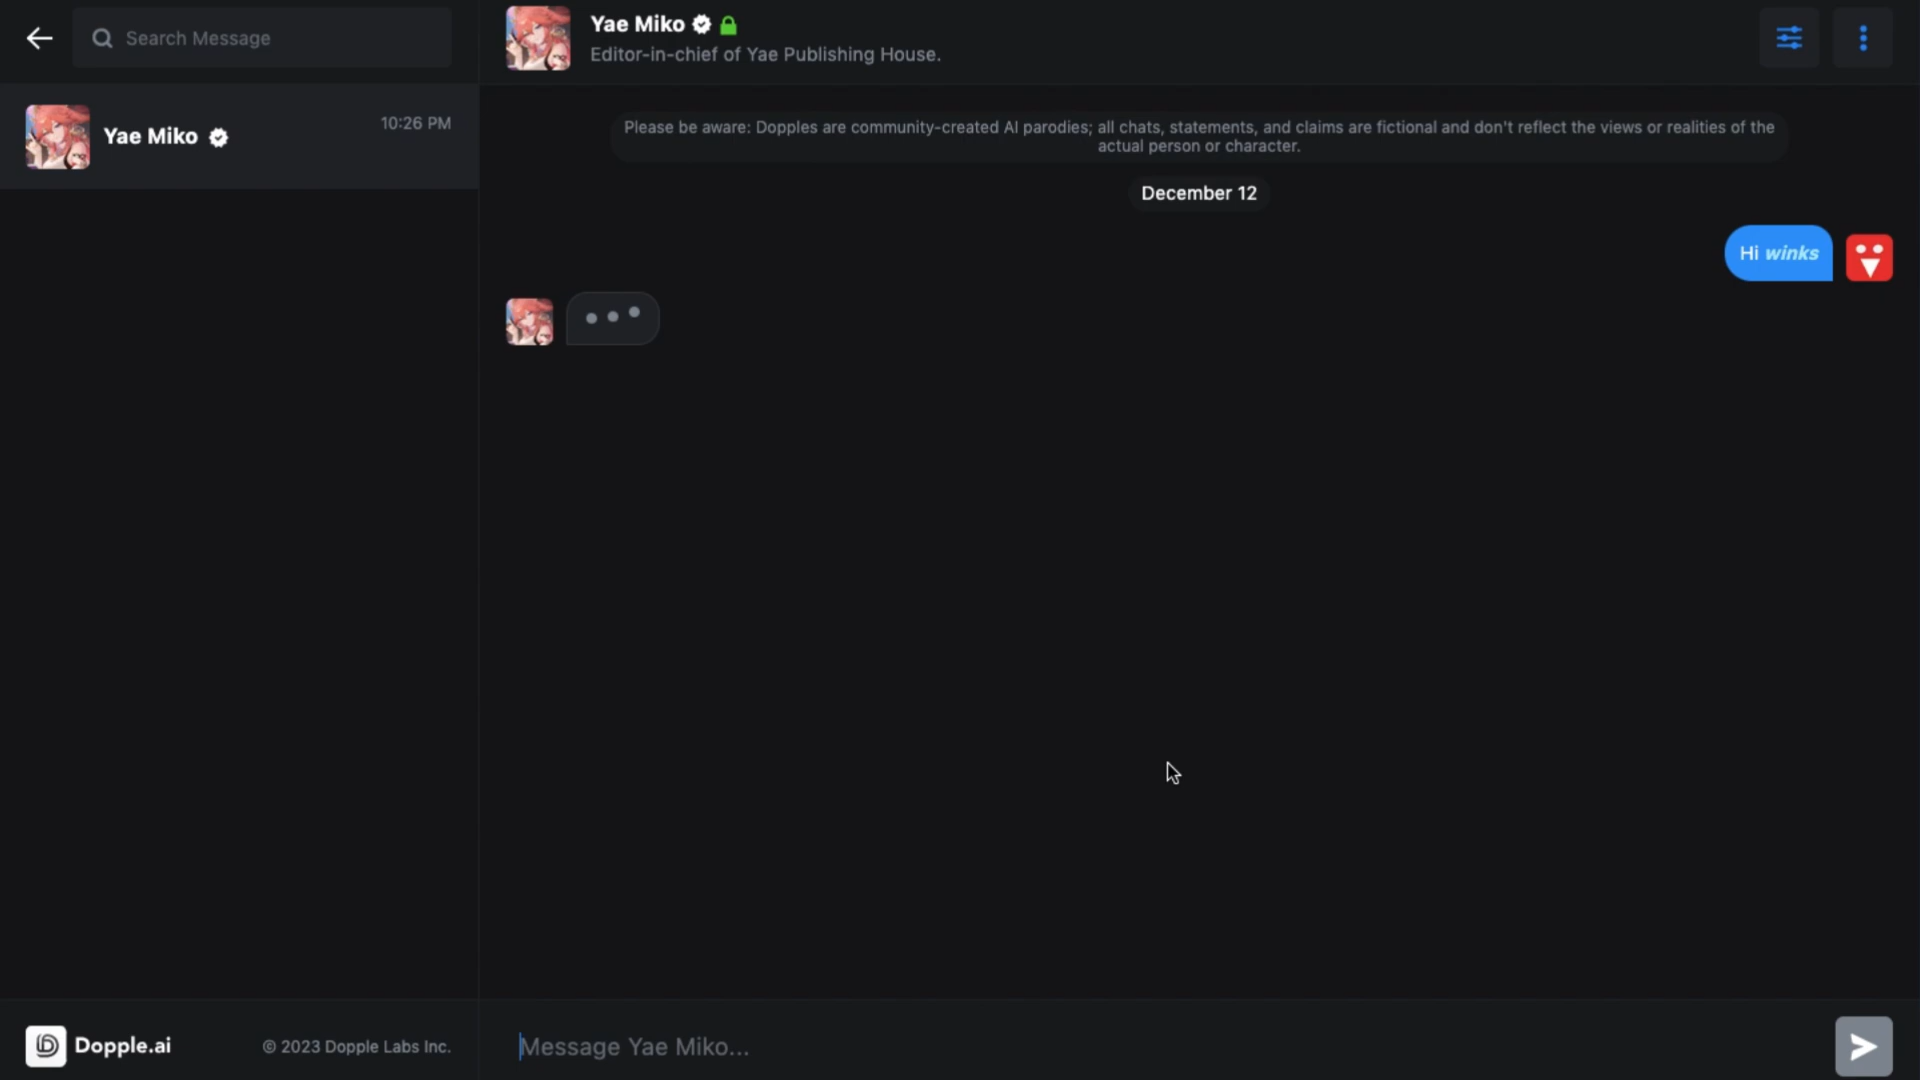 Search Message
Yae Miko
Editor-in-chief of Yae Publishing House.
Yae Miko
10:26 PM
Please be aware: Dopples are community-created AI parodies; all chats, statements, and claims are fictional and don't reflect the views or realities of the
actual person or character.
December 12
Hi winks
Dopple.ai
© 2023 Dopple Labs Inc.
Message Yae Miko...